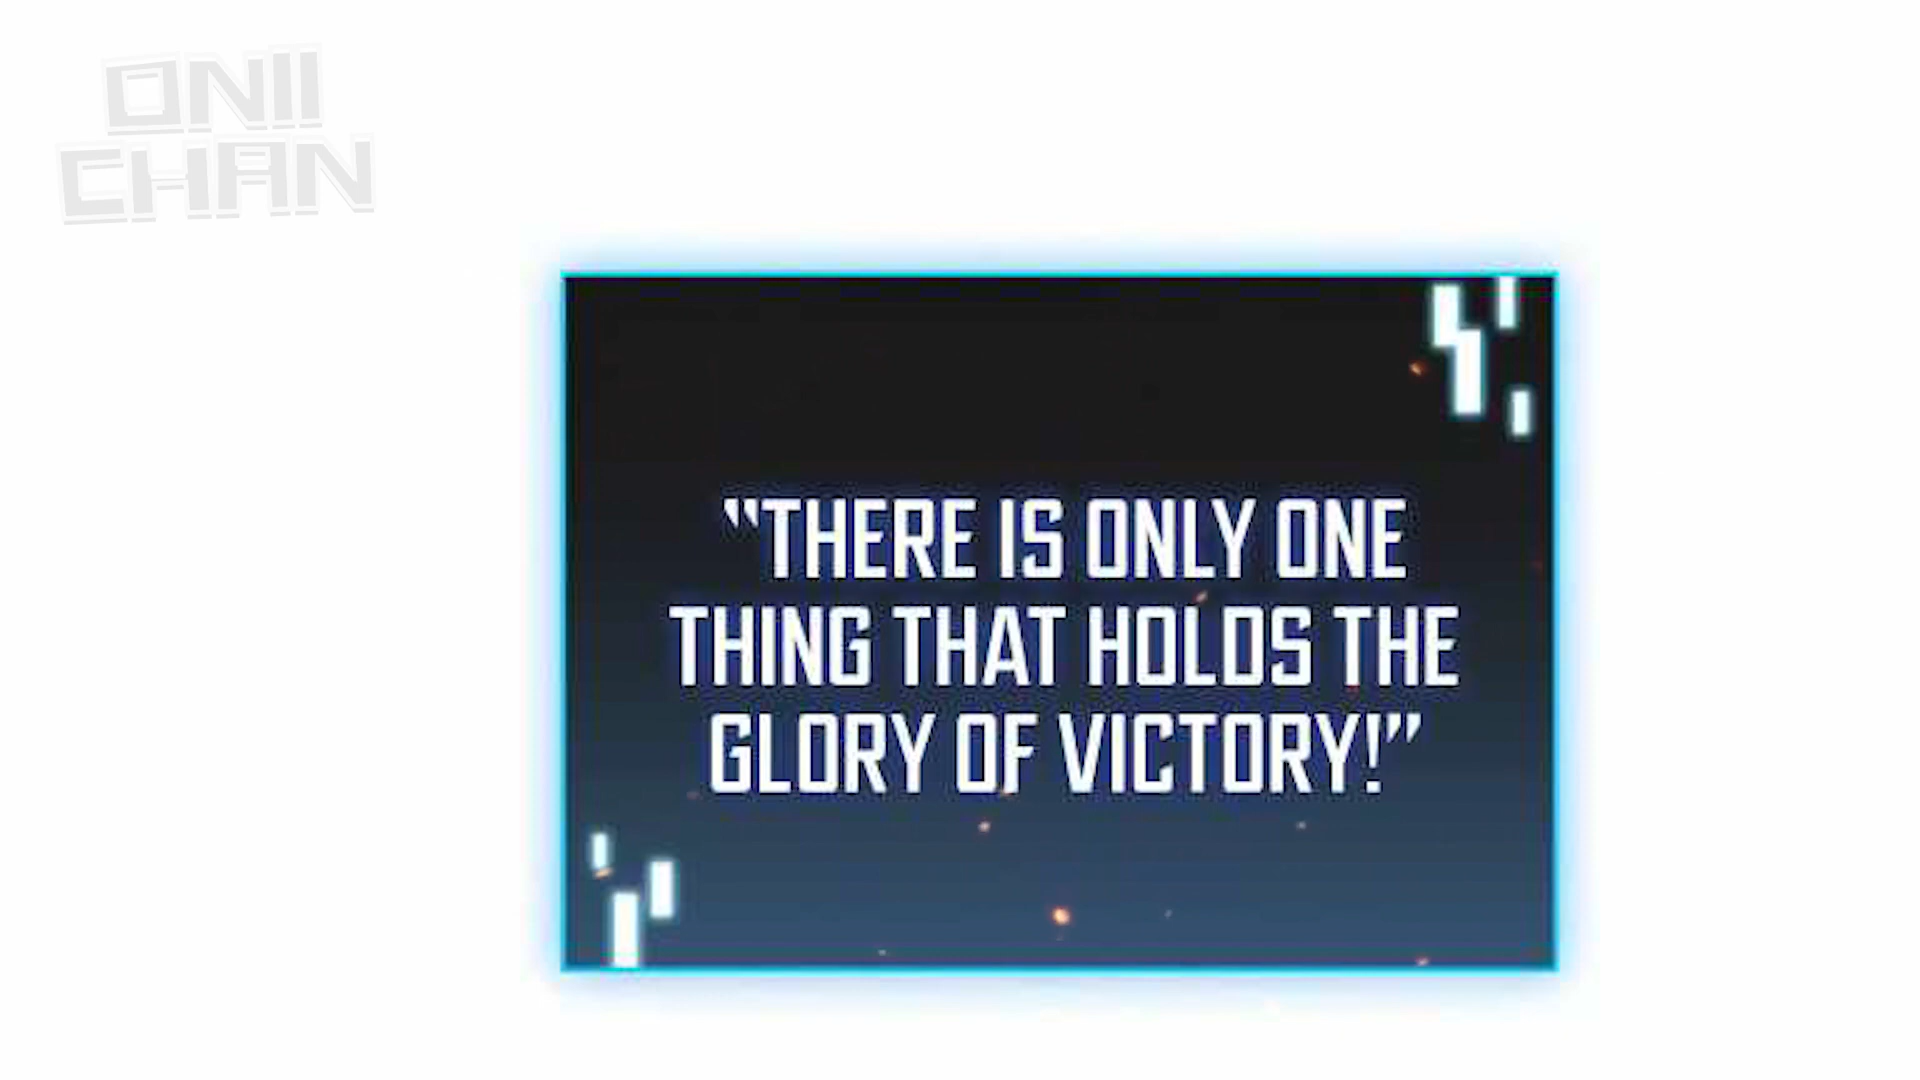 ONII
CHAN
“THERE IS ONLY ONE
THING THAT HOLDS THE
GLORY OF VICTORY!”